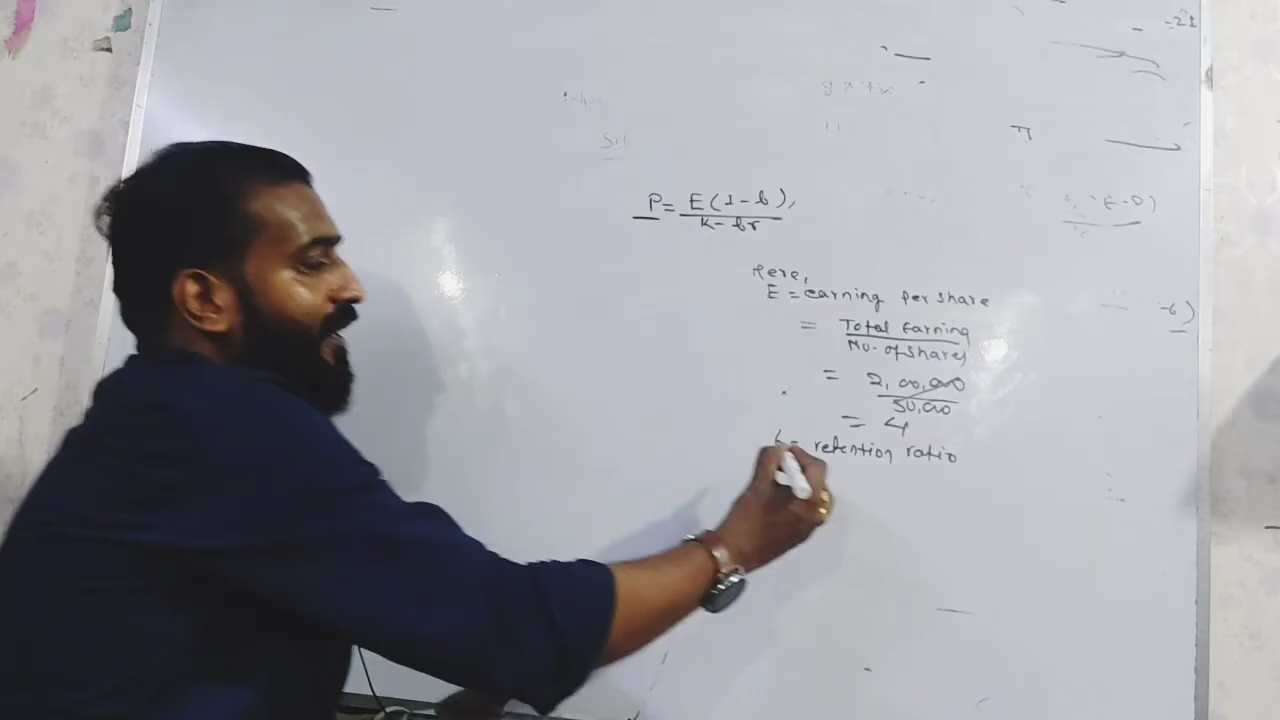 -21
P = E(1-b),
K-br
Here,
E = earning per share
= Total Earning
No. of shares
= 2,00,000
50,000
= 4
b = retention ratio